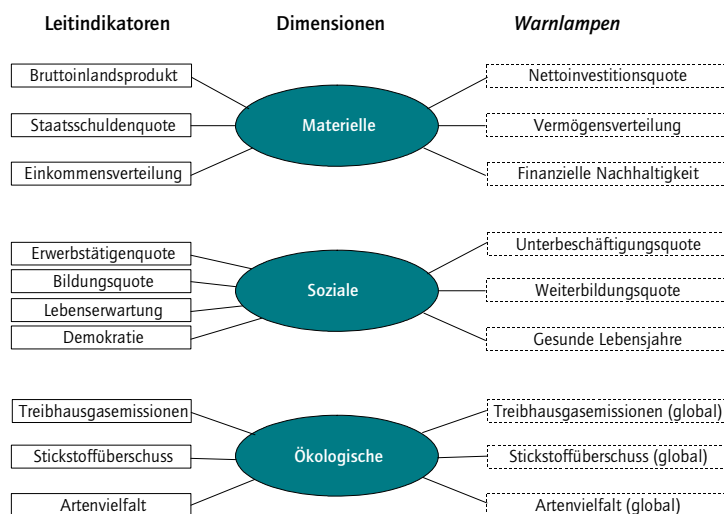 Leitindikatoren Dimensionen Warnlampen
Bruttoinlandsprodukt
Staatsschuldenquote
Einkommensverteilung
Materielle
Nettoinvestitionsquote
Vermögensverteilung
Finanzielle Nachhaltigkeit
Erwerbstätigenquote
Bildungsquote
Lebenserwartung
Demokratie
Soziale
Unterbeschäftigungsquote
Weiterbildungsquote
Gesunde Lebensjahre
Treibhausgasemissionen
Stickstoffüberschuss
Artenvielfalt
Ökologische
Treibhausgasemissionen (global)
Stickstoffüberschuss (global)
Artenvielfalt (global)